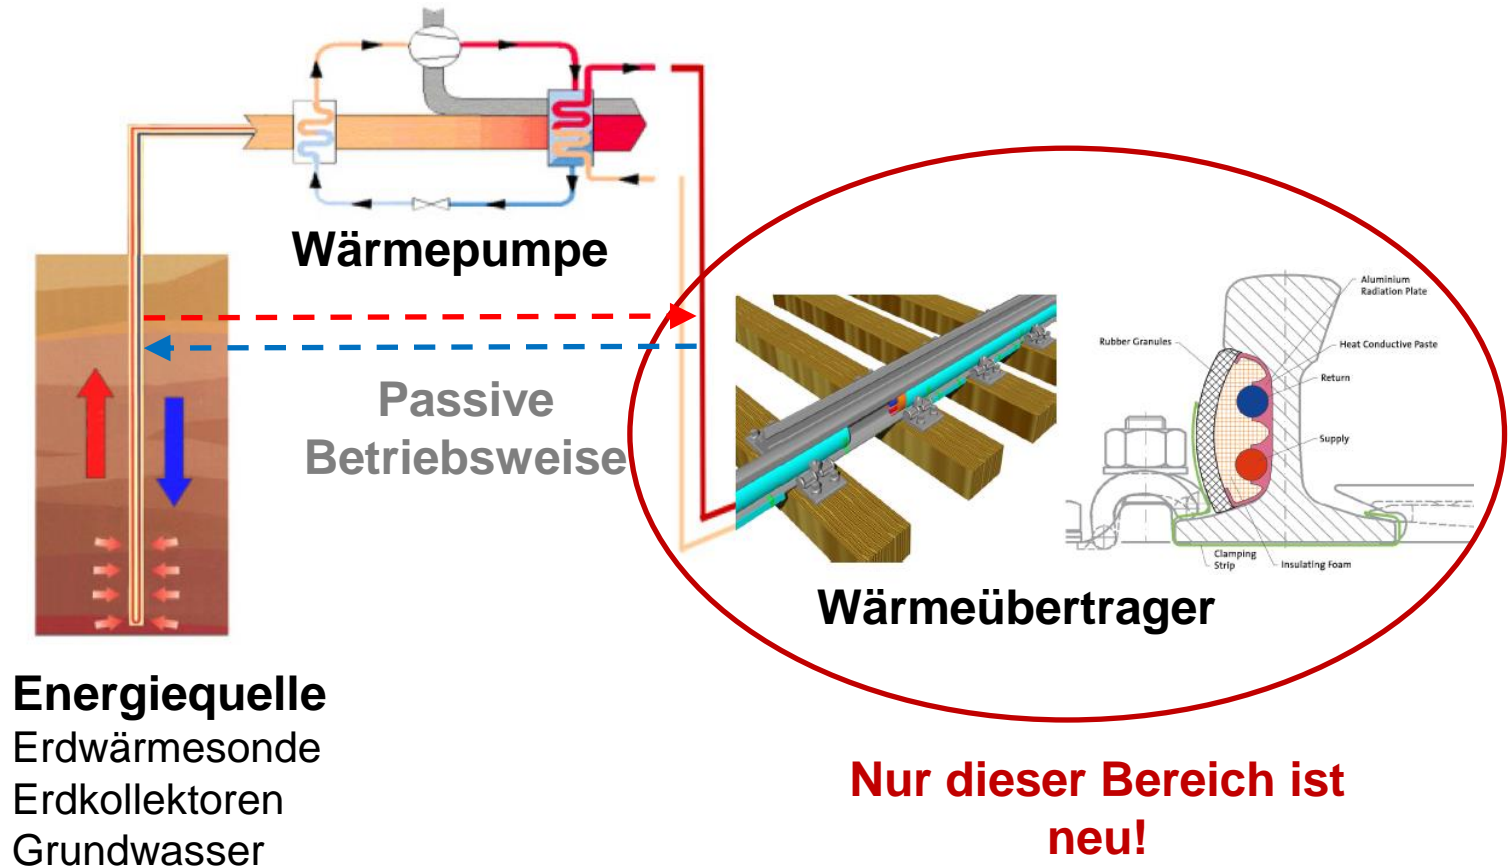 Wärmepumpe
Passive
Betriebsweise
Aluminium
Radiation Plate
Rubber Granules
Heat Conductive Paste
Return
Supply
Clamping
Strip
Insulating Foam
Wärmeübertrager
Energiequelle
Erdwärmesonde
Erdkollektoren
Grundwasser
Nur dieser Bereich ist
neu!